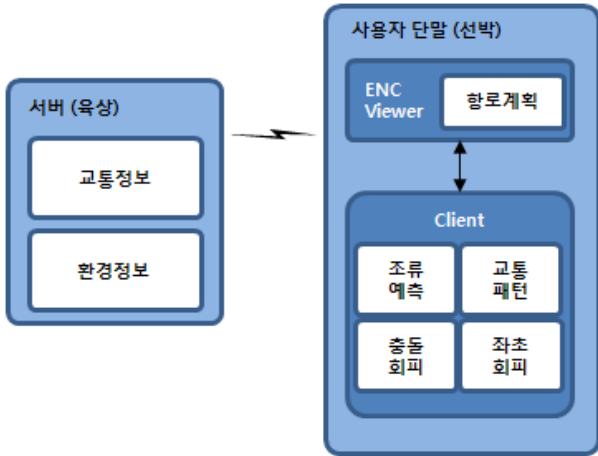 서버 (육상)
교통정보
환경정보
사용자 단말 (선박)
ENC
Viewer
항로계획
Client
조류
예측
교통
패턴
충돌
회피
좌초
회피